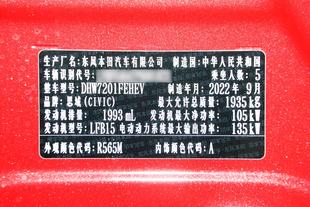 生产厂名:东风本田汽车有限公司 制造国:中华人民共和国
车辆识别代号: 乘坐人数:5
整车型号:DHW7201FEHEV 制造年月:2022年9月
品牌:思域(CIVIC) 最大允许总质量:1935kg
发动机排量:1993mL 发动机最大净功率:105kW
发动机型号:LFB15 电动动力系统最大输出功率:135kW
外观颜色代码:R565M 内饰颜色代码:A